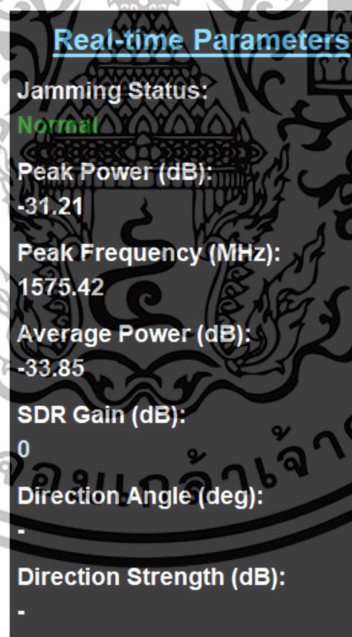 Real-time Parameters
Jamming Status:
Normal
Peak Power (dB):
-31.21
Peak Frequency (MHz):
1575.42
Average Power (dB):
-33.85
SDR Gain (dB):
0
Direction Angle (deg):
-
Direction Strength (dB):
-